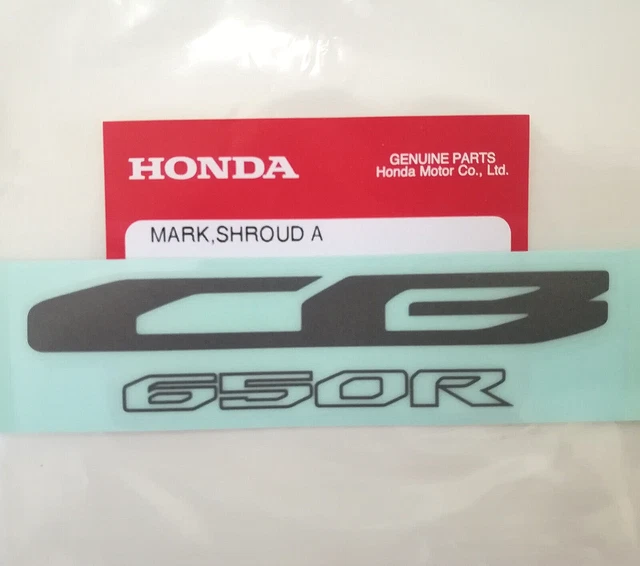 HONDA
GENUINE PARTS
Honda Motor Co., Ltd.
MARK,SHROUD A
CB
650R